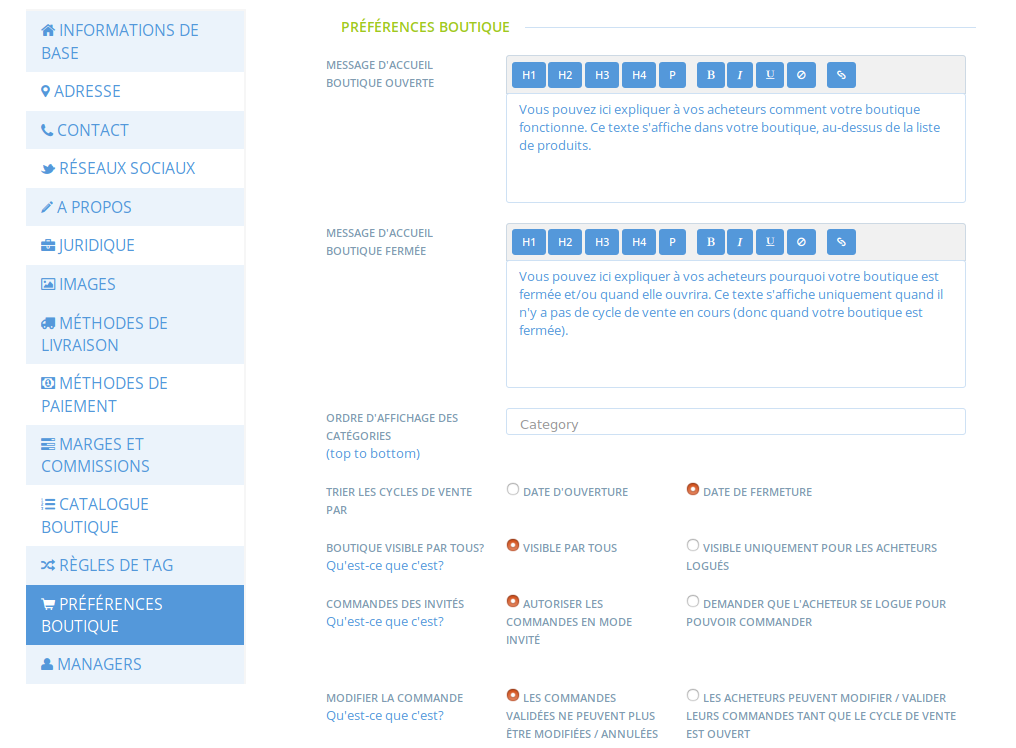 INFORMATIONS DE
BASE
ADRESSE
CONTACT
RÉSEAUX SOCIAUX
A PROPOS
JURIDIQUE
IMAGES
MÉTHODES DE
LIVRAISON
MÉTHODES DE
PAIEMENT
MARGES ET
COMMISSIONS
CATALOGUE
BOUTIQUE
RÈGLES DE TAG
PRÉFÉRENCES
BOUTIQUE
MANAGERS
PRÉFÉRENCES BOUTIQUE
MESSAGE D'ACCUEIL
BOUTIQUE OUVERTE
H1 H2 H3 H4 P B I U
Vous pouvez ici expliquer à vos acheteurs comment votre boutique
fonctionne. Ce texte s'affiche dans votre boutique, au-dessus de la liste
de produits.
MESSAGE D'ACCUEIL
BOUTIQUE FERMÉE
H1 H2 H3 H4 P B I U
Vous pouvez ici expliquer à vos acheteurs pourquoi votre boutique est
fermée et/ou quand elle ouvrira. Ce texte s'affiche uniquement quand il
n'y a pas de cycle de vente en cours (donc quand votre boutique est
fermée).
ORDRE D'AFFICHAGE DES
CATÉGORIES
(top to bottom)
Category
TRIER LES CYCLES DE VENTE
PAR
DATE D'OUVERTURE
DATE DE FERMETURE
BOUTIQUE VISIBLE PAR TOUS?
Qu'est-ce que c'est?
VISIBLE PAR TOUS
VISIBLE UNIQUEMENT POUR LES ACHETEURS
LOGUÉS
COMMANDES DES INVITÉS
Qu'est-ce que c'est?
AUTORISER LES
COMMANDES EN MODE
INVITÉ
DEMANDER QUE L'ACHETEUR SE LOGUE POUR
POUVOIR COMMANDER
MODIFIER LA COMMANDE
Qu'est-ce que c'est?
LES COMMANDES
VALIDÉES NE PEUVENT PLUS
ÊTRE MODIFIÉES / ANNULÉES
LES ACHETEURS PEUVENT MODIFIER / VALIDER
LEURS COMMANDES TANT QUE LE CYCLE DE VENTE
EST OUVERT